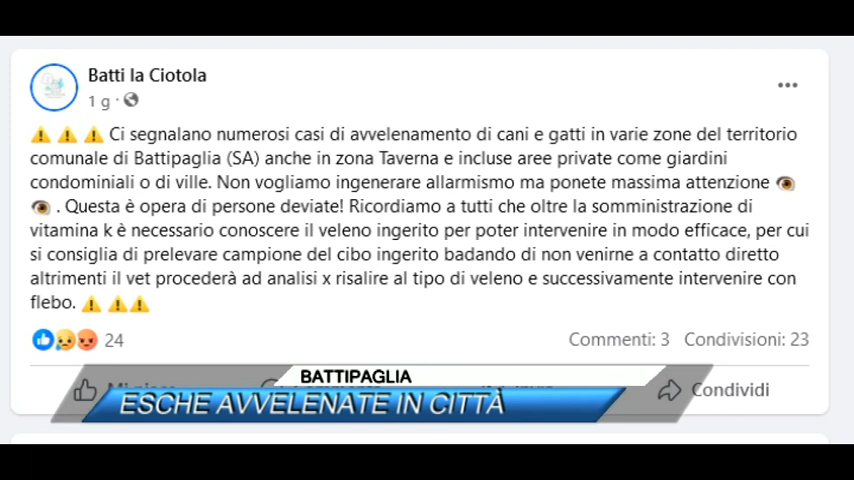 Batti la Ciotola
1 g ·
⚠️ ⚠️ ⚠️ Ci segnalano numerosi casi di avvelenamento di cani e gatti in varie zone del territorio
comunale di Battipaglia (SA) anche in zona Taverna e incluse aree private come giardini
condominiali o di ville. Non vogliamo ingenerare allarmismo ma ponete massima attenzione 👁️
👁️ . Questa è opera di persone deviate! Ricordiamo a tutti che oltre la somministrazione di
vitamina k è necessario conoscere il veleno ingerito per poter intervenire in modo efficace, per cui
si consiglia di prelevare campione del cibo ingerito badando di non venirne a contatto diretto
altrimenti il vet procederà ad analisi x risalire al tipo di veleno e successivamente intervenire con
flebo. ⚠️ ⚠️⚠️
24 Commenti: 3 Condivisioni: 23
Condividi
BATTIPAGLIA
ESCHE AVVELENATE IN CITTÀ